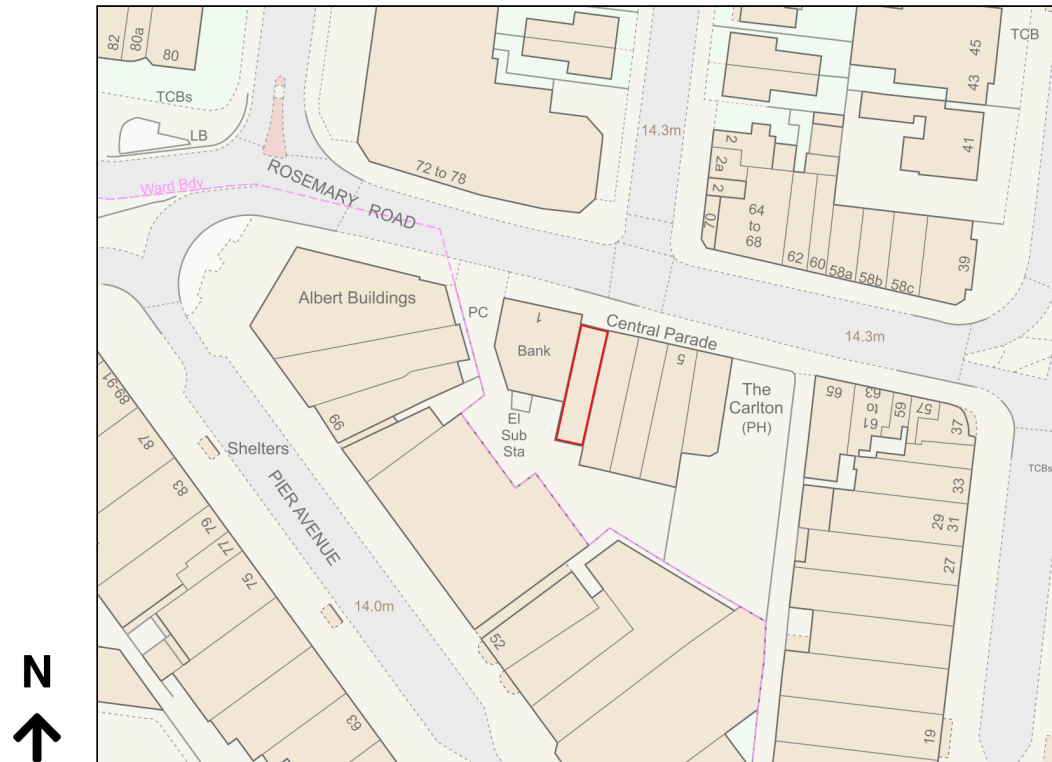 82
80a
80
TCBs
LB
Ward Bdy
ROSEMARY ROAD
72 to 78
14.3m
2
2a
2
70
64
to
68
62
60
58a
58b
58c
39
45
43
TCB
41
Albert Buildings
PC
1
Bank
Central Parade
5
14.3m
The
Carlton
(PH)
El
Sub
Sta
65
63
to
61
59
57
37
33
29
31
27
19
TCBs
89-91
87
83
79
77
75
63
99
Shelters
PIER AVENUE
14.0m
52
N